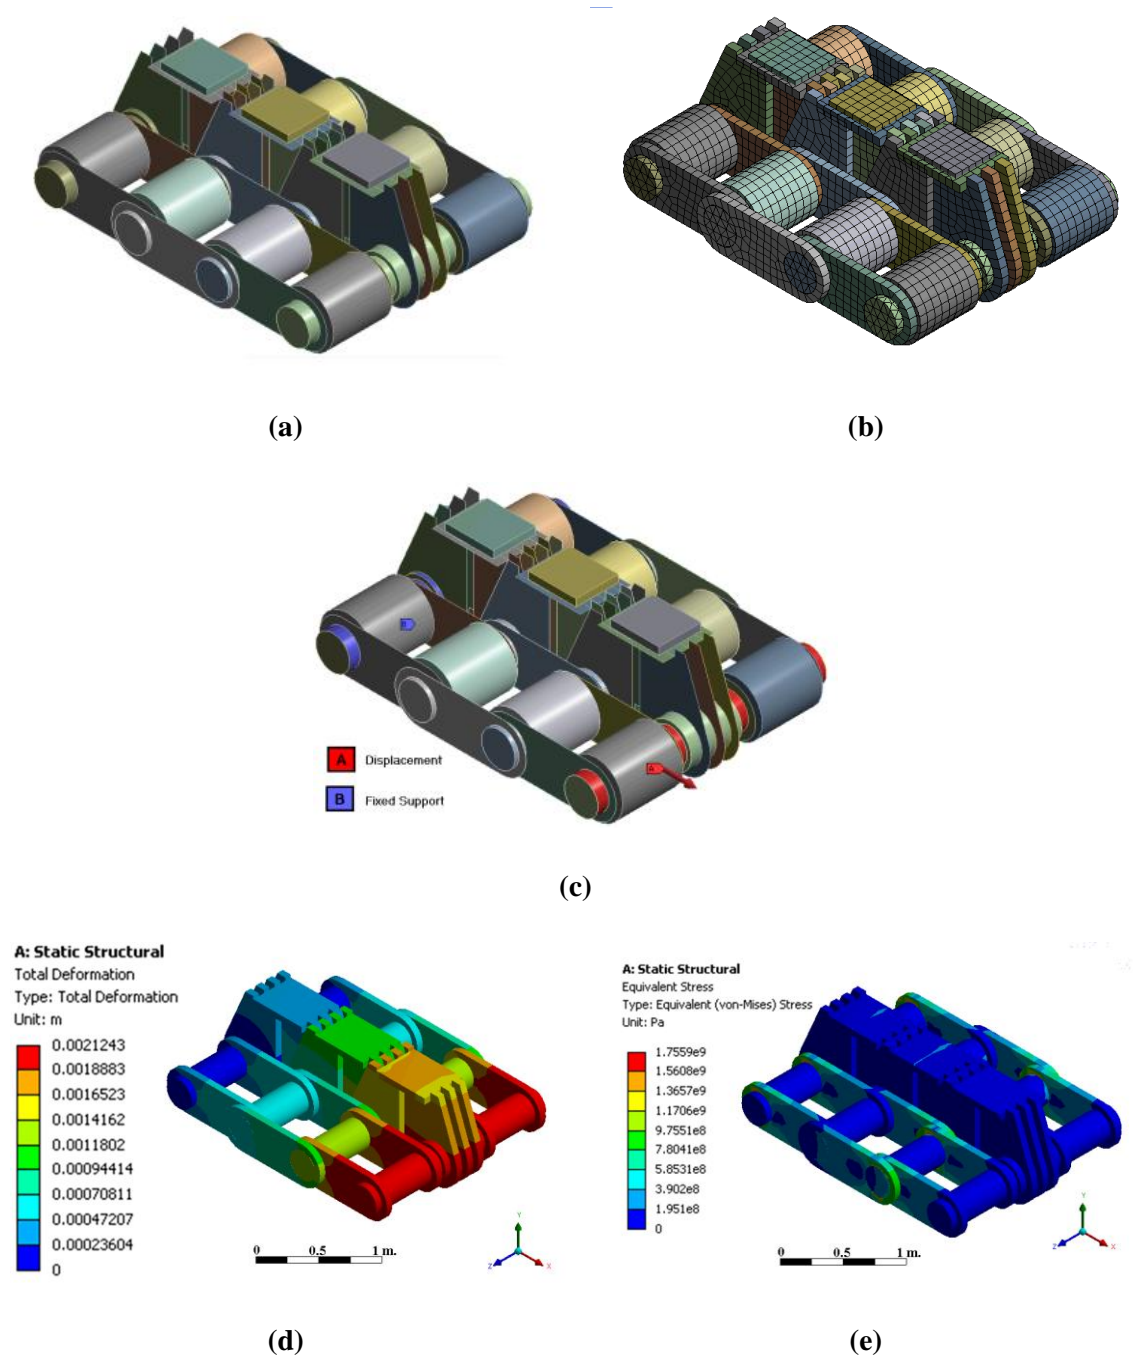 (a)
(b)
A Displacement
B Fixed Support
(c)
A: Static Structural
Total Deformation
Type: Total Deformation
Unit: m
0.0021243
0.0018883
0.0016523
0.0014162
0.0011802
0.00094414
0.00070811
0.00047207
0.00023604
0
0 0.5 1 m.
Y
Z X
A: Static Structural
Equivalent Stress
Type: Equivalent (von-Mises) Stress
Unit: Pa
1.7559e9
1.5608e9
1.3657e9
1.1706e9
9.7551e8
7.8041e8
5.8531e8
3.902e8
1.951e8
0
0 0.5 1 m.
Y
Z X
(d)
(e)